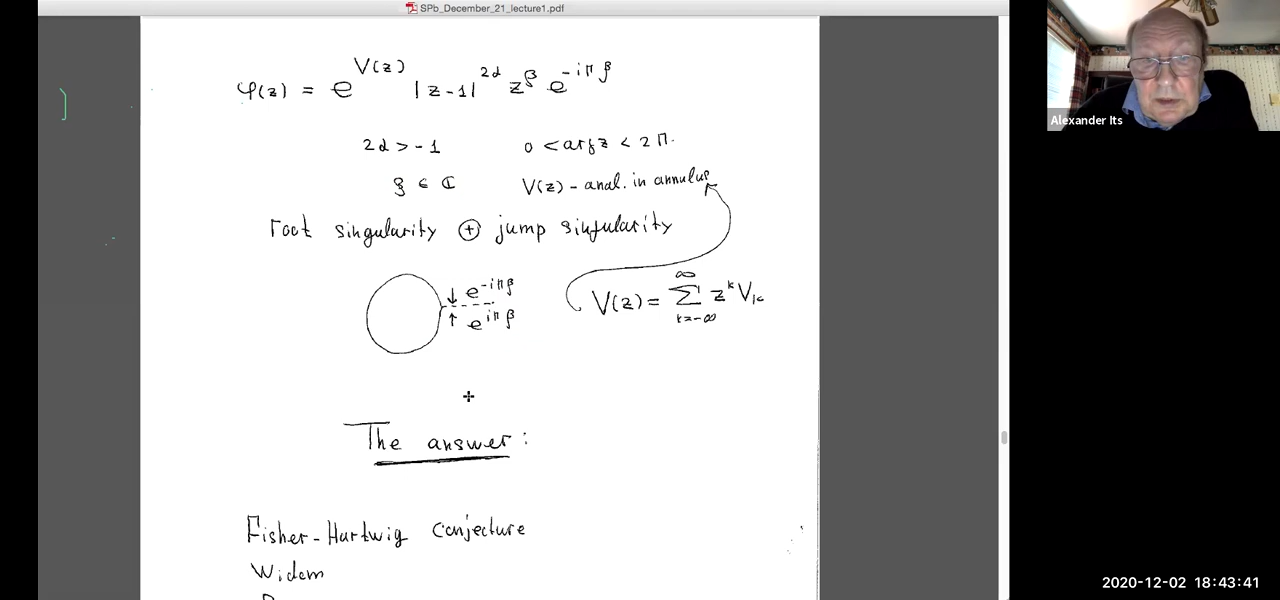 SPb_December_21_lecture1.pdf
φ(z) = e^{V(z)} |z-1|^{2α} z^β e^{-iπβ}
2α > -1 0 < arg z < 2π.
β ∈ ℂ V(z) - anal. in annulus
root singularity ⊕ jump singularity
e^{-iπβ}
e^{iπβ}
V(z) = ∑_{k=-∞}^{∞} z^k V_k
The answer:
Fisher-Hartwig conjecture
Widom
Alexander Its
2020-12-02 18:43:41